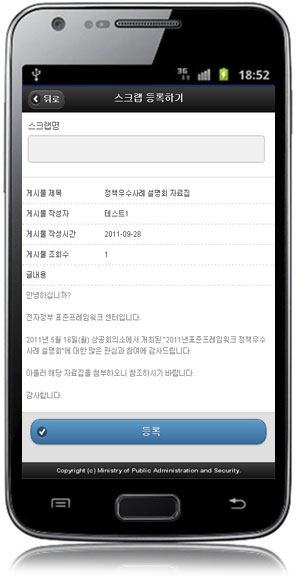 3G 18:52
뒤로 스크랩 등록하기
스크랩명
게시물 제목 정책우수사례 설명회 자료집
게시물 작성자 테스트1
게시물 작성시간 2011-09-28
게시물 조회수 1
글내용
안녕하십니까?
전자정부 표준프레임워크 센터입니다.
2011년 5월 16일(월) 상공회의소에서 개최된 "2011년표준프레임워크 정책우수
사례 설명회"에 대한 많은 관심과 참여에 감사드립니다.
아울러 해당 자료집을 첨부하오니 참조하시기 바랍니다.
감사합니다.
등록
Copyright (c) Ministry of Public Administration and Security.